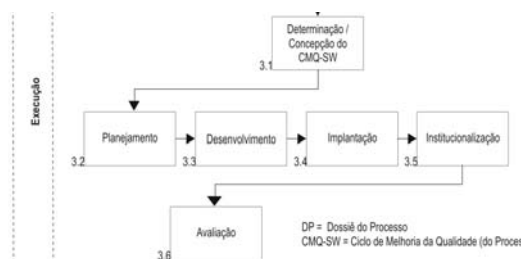 Determinação /
Concepção do
CMQ-SW
3.1
Execução
Planejamento
Desenvolvimento
Implantação
Institucionalização
3.2
3.3
3.4
3.5
Avaliação
3.6
DP = Dossiê do Processo
CMQ-SW = Ciclo de Melhoria da Qualidade (do Proces